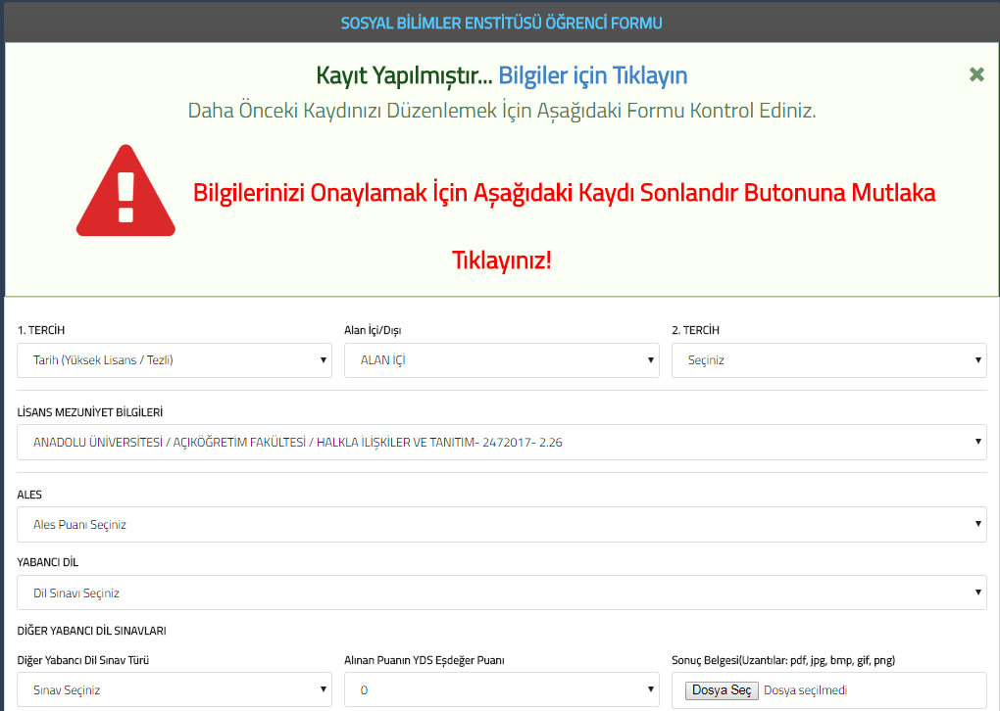 SOSYAL BİLİMLER ENSTİTÜSÜ ÖĞRENCİ FORMU
Kayıt Yapılmıştır... Bilgiler için Tıklayın
Daha Önceki Kaydınızı Düzenlemek İçin Aşağıdaki Formu Kontrol Ediniz.
Bilgilerinizi Onaylamak İçin Aşağıdaki Kaydı Sonlandır Butonuna Mutlaka
Tıklayınız!
1. TERCİH Alan İçi/Dışı 2. TERCİH
Tarih (Yüksek Lisans / Tezli) ALAN İÇİ Seçiniz
LİSANS MEZUNİYET BİLGİLERİ
ANADOLU ÜNİVERSİTESİ / AÇIKÖĞRETİM FAKÜLTESİ / HALKLA İLİŞKİLER VE TANITIM- 2472017- 2.26
ALES
Ales Puanı Seçiniz
YABANCI DİL
Dil Sınavı Seçiniz
DİĞER YABANCI DİL SINAVLARI
Diğer Yabancı Dil Sınav Türü Alınan Puanın YDS Eşdeğer Puanı Sonuç Belgesi(Uzantılar: pdf, jpg, bmp, gif, png)
Sınav Seçiniz 0 Dosya Seç Dosya seçilmedi